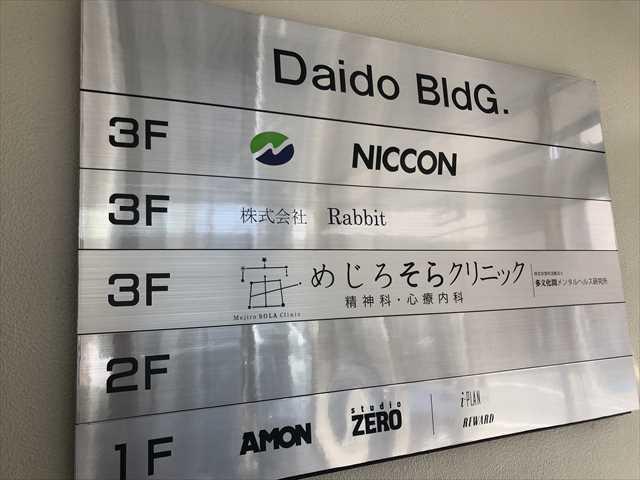 Daido BldG.
3F NICCON
3F 株式会社 Rabbit
3F めじろそらクリニック
精神科・心療内科
Mejiro SOLA Clinic
多文化間メンタルヘルス研究所
2F
1F AMON studio ZERO i-PLAN
REWARD